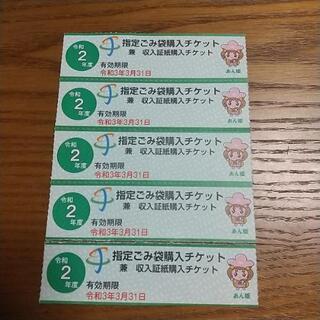 令和
2
年度
指定ごみ袋購入チケット
兼 収入証紙購入チケット
有効期限
令和3年3月31日
あん姫
令和
2
年度
指定ごみ袋購入チケット
兼 収入証紙購入チケット
有効期限
令和3年3月31日
あん姫
令和
2
年度
指定ごみ袋購入チケット
兼 収入証紙購入チケット
有効期限
令和3年3月31日
あん姫
令和
2
年度
指定ごみ袋購入チケット
兼 収入証紙購入チケット
有効期限
令和3年3月31日
あん姫
令和
2
年度
指定ごみ袋購入チケット
兼 収入証紙購入チケット
有効期限
令和3年3月31日
あん姫